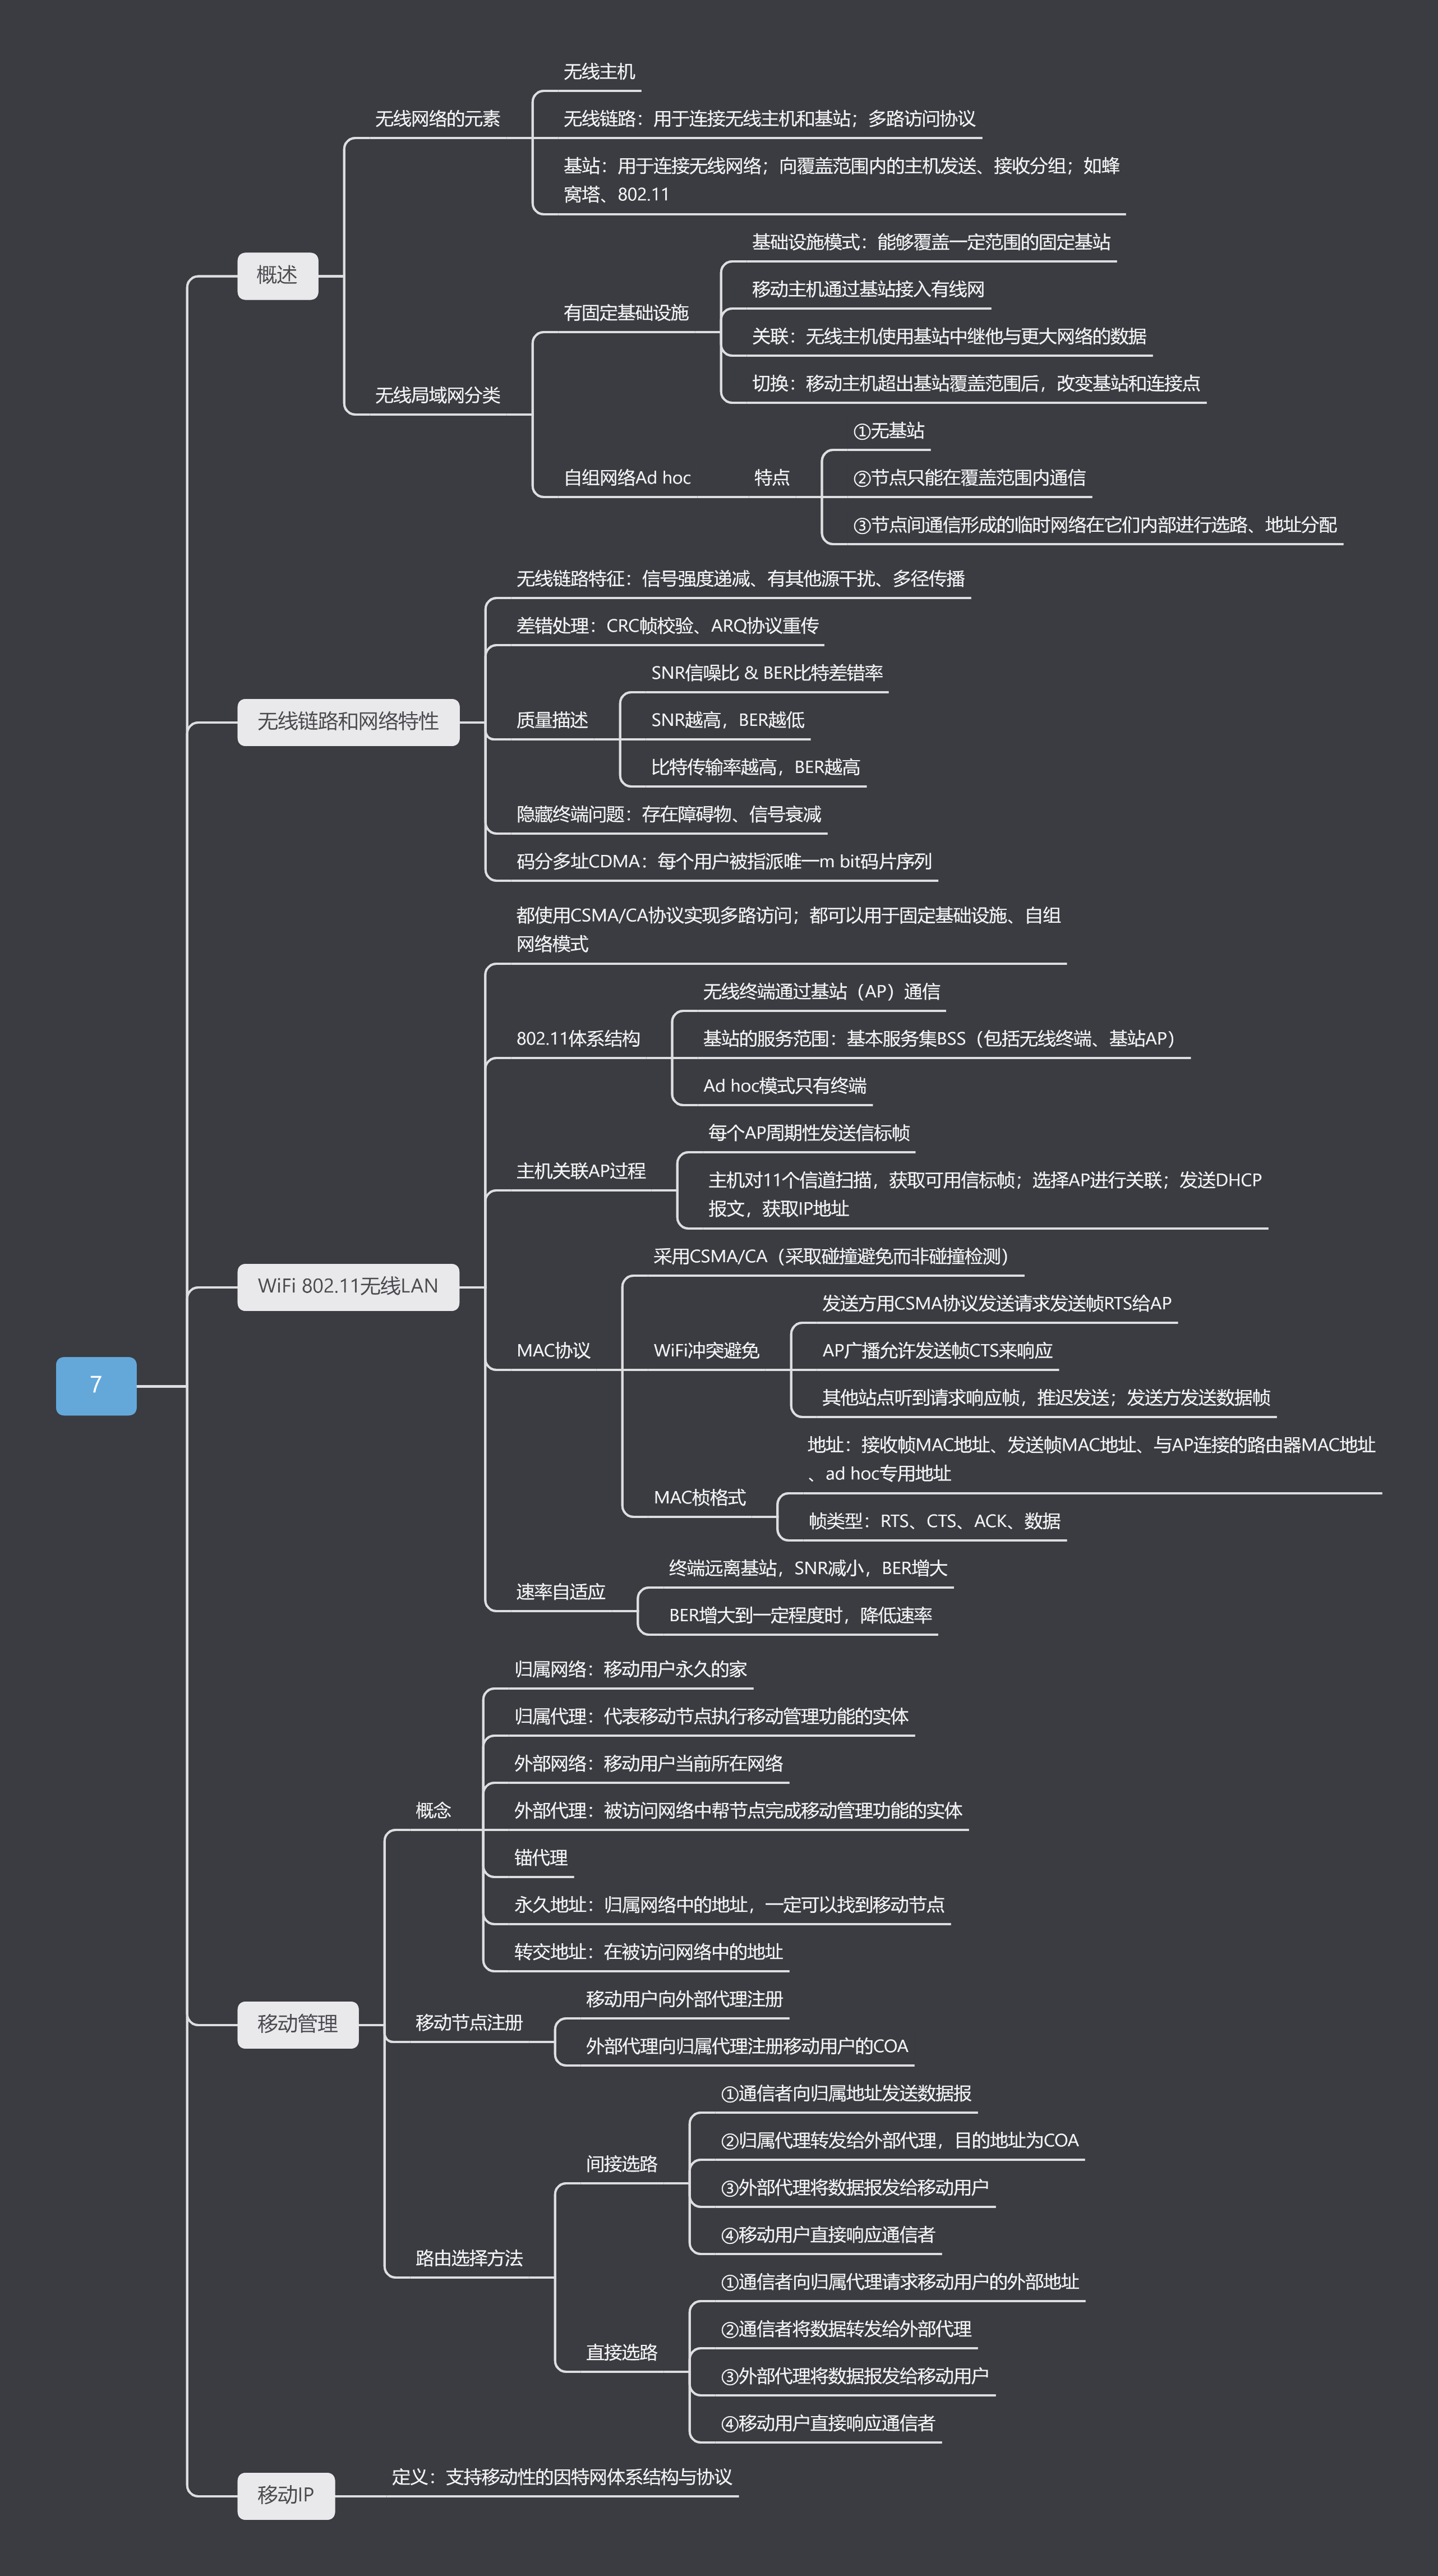 无线主机
无线网络的元素
无线链路：用于连接无线主机和基站；多路访问协议
基站：用于连接无线网络；向覆盖范围内的主机发送、接收分组；如蜂
窝塔、802.11
概述
基础设施模式：能够覆盖一定范围的固定基站
移动主机通过基站接入有线网
有固定基础设施
关联：无线主机使用基站中继他与更大网络的数据
切换：移动主机超出基站覆盖范围后，改变基站和连接点
无线局域网分类
①无基站
自组网络Ad hoc
特点
②节点只能在覆盖范围内通信
③节点间通信形成的临时网络在它们内部进行选路、地址分配
无线链路特征：信号强度递减、有其他源干扰、多径传播
差错处理：CRC帧校验、ARQ协议重传
SNR信噪比 & BER比特差错率
无线链路和网络特性
质量描述
SNR越高，BER越低
比特传输率越高，BER越高
隐藏终端问题：存在障碍物、信号衰减
码分多址CDMA：每个用户被指派唯一m bit码片序列
都使用CSMA/CA协议实现多路访问；都可以用于固定基础设施、自组
网络模式
无线终端通过基站（AP）通信
802.11体系结构
基站的服务范围：基本服务集BSS（包括无线终端、基站AP）
Ad hoc模式只有终端
每个AP周期性发送信标帧
主机关联AP过程
主机对11个信道扫描，获取可用信标帧；选择AP进行关联；发送DHCP
报文，获取IP地址
采用CSMA/CA（采取碰撞避免而非碰撞检测）
WiFi 802.11无线LAN
发送方用CSMA协议发送请求发送帧RTS给AP
MAC协议
WiFi冲突避免
AP广播允许发送帧CTS来响应
其他站点听到请求响应帧，推迟发送；发送方发送数据帧
7
地址：接收帧MAC地址、发送帧MAC地址、与AP连接的路由器MAC地址
、ad hoc专用地址
MAC桢格式
帧类型：RTS、CTS、ACK、数据
终端远离基站，SNR减小，BER增大
速率自适应
BER增大到一定程度时，降低速率
归属网络：移动用户永久的家
归属代理：代表移动节点执行移动管理功能的实体
外部网络：移动用户当前所在网络
概念
外部代理：被访问网络中帮节点完成移动管理功能的实体
锚代理
永久地址：归属网络中的地址，一定可以找到移动节点
转交地址：在被访问网络中的地址
移动管理
移动用户向外部代理注册
移动节点注册
外部代理向归属代理注册移动用户的COA
①通信者向归属地址发送数据报
②归属代理转发给外部代理，目的地址为COA
间接选路
③外部代理将数据报发给移动用户
④移动用户直接响应通信者
路由选择方法
①通信者向归属代理请求移动用户的外部地址
②通信者将数据转发给外部代理
直接选路
③外部代理将数据报发给移动用户
④移动用户直接响应通信者
移动IP
定义：支持移动性的因特网体系结构与协议